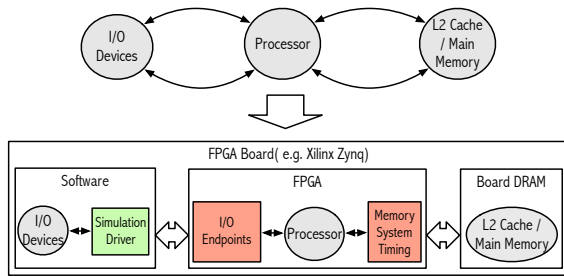 I/O
Devices
Processor
L2 Cache
/ Main
Memory
FPGA Board( e.g. Xilinx Zynq)
Software
I/O
Devices
Simulation
Driver
FPGA
I/O
Endpoints
Processor
Memory
System
Timing
Board DRAM
L2 Cache /
Main Memory